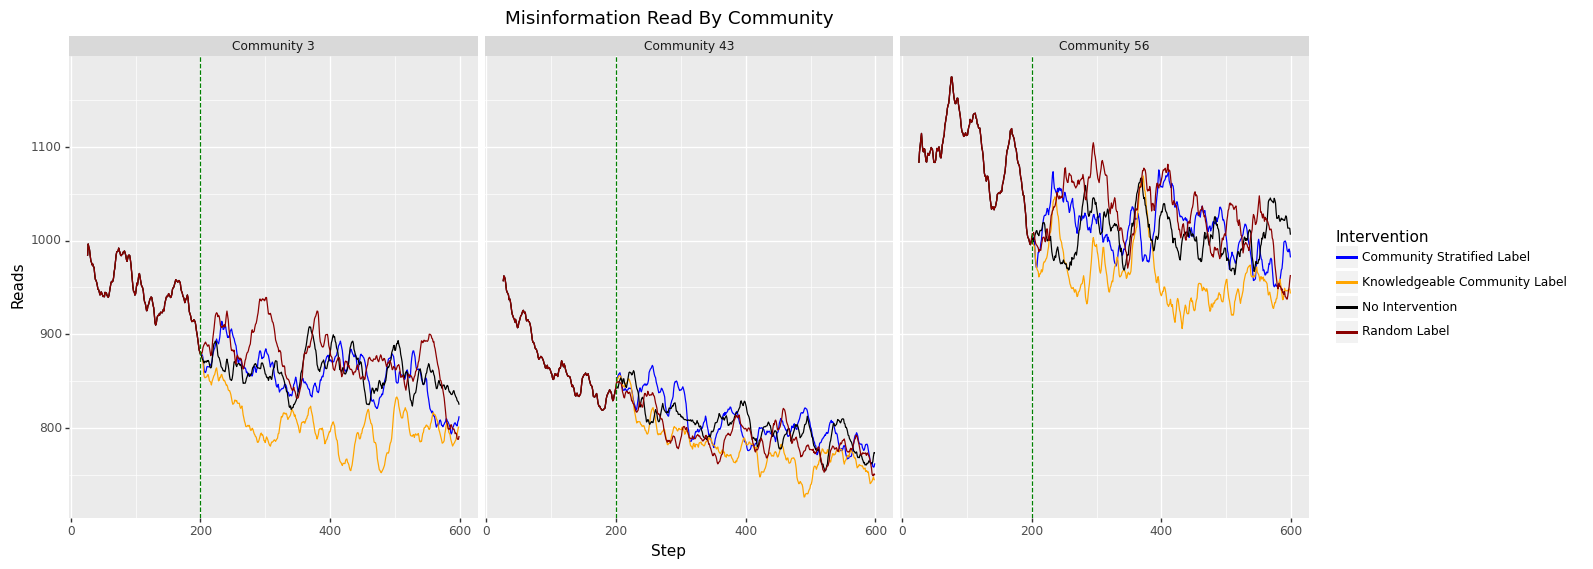 Misinformation Read By Community
Community 3
Community 43
Community 56
Reads
1100
1000
900
800
0
200
400
600
0
200
400
600
0
200
400
600
Step
Intervention
Community Stratified Label
Knowledgeable Community Label
No Intervention
Random Label